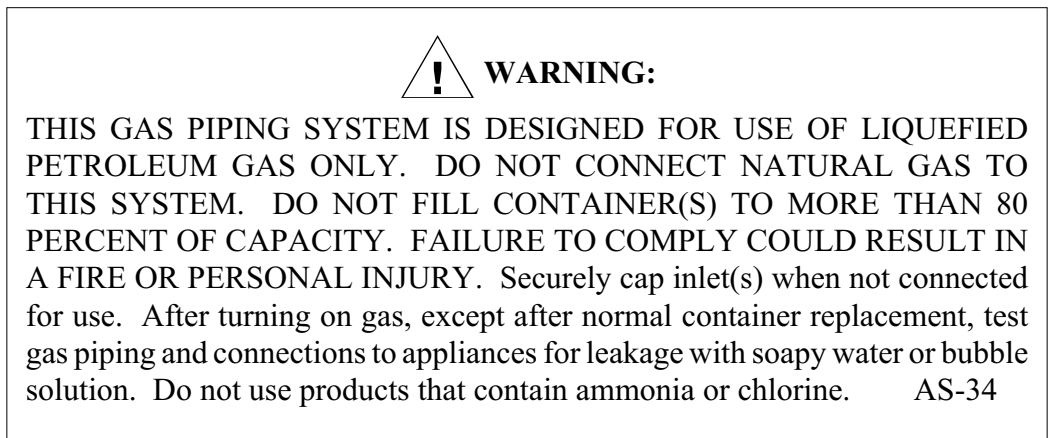 ! WARNING:
THIS GAS PIPING SYSTEM IS DESIGNED FOR USE OF LIQUEFIED
PETROLEUM GAS ONLY. DO NOT CONNECT NATURAL GAS TO
THIS SYSTEM. DO NOT FILL CONTAINER(S) TO MORE THAN 80
PERCENT OF CAPACITY. FAILURE TO COMPLY COULD RESULT IN
A FIRE OR PERSONAL INJURY. Securely cap inlet(s) when not connected
for use. After turning on gas, except after normal container replacement, test
gas piping and connections to appliances for leakage with soapy water or bubble
solution. Do not use products that contain ammonia or chlorine. AS-34